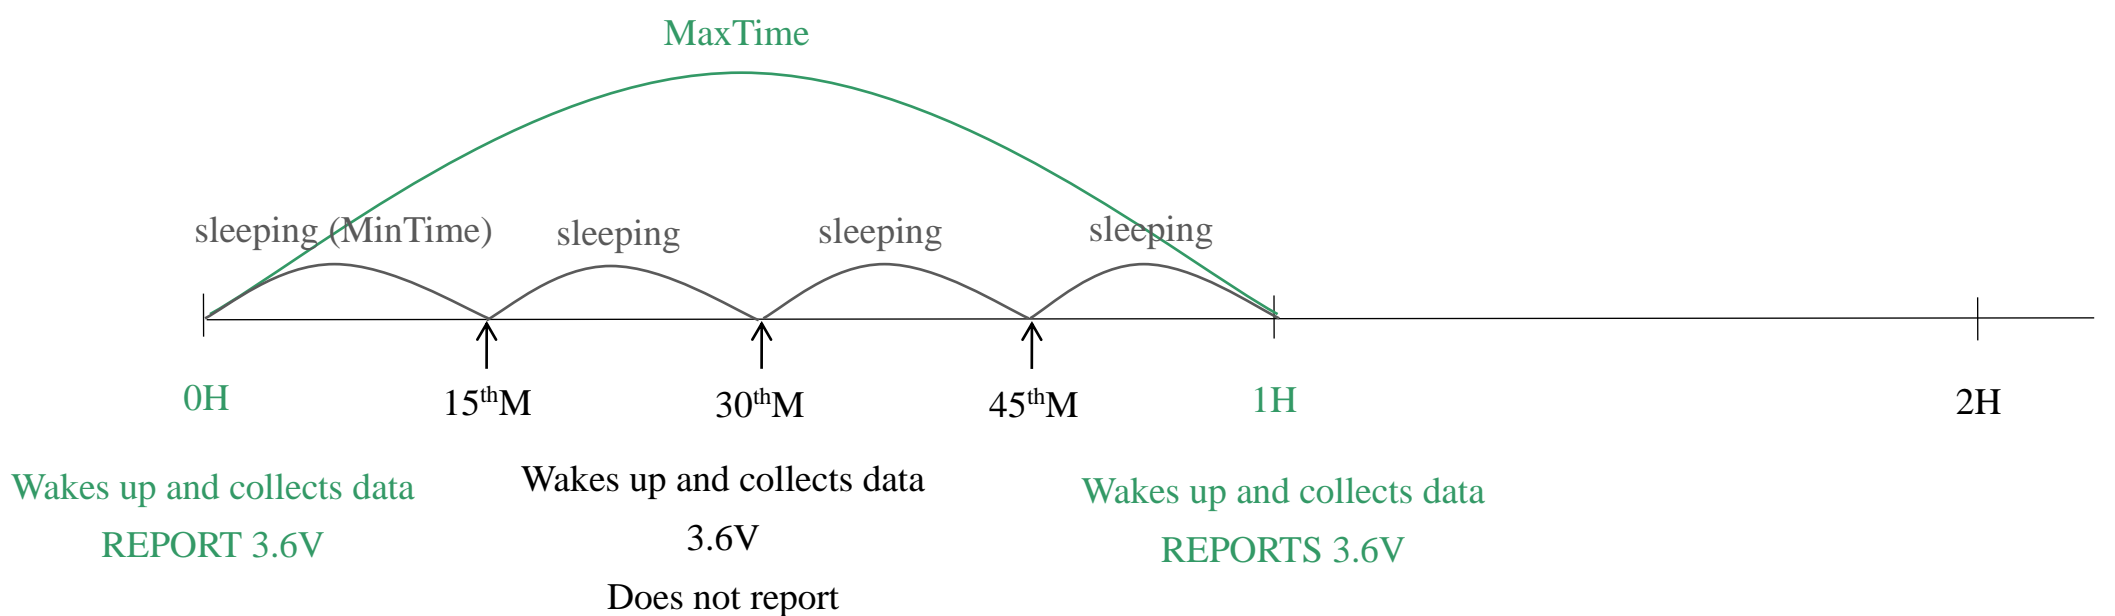 MaxTime
sleeping (MinTime)
sleeping
sleeping
sleeping
0H
15thM
30thM
45thM
1H
2H
Wakes up and collects data
REPORT 3.6V
Wakes up and collects data
3.6V
Does not report
Wakes up and collects data
REPORTS 3.6V